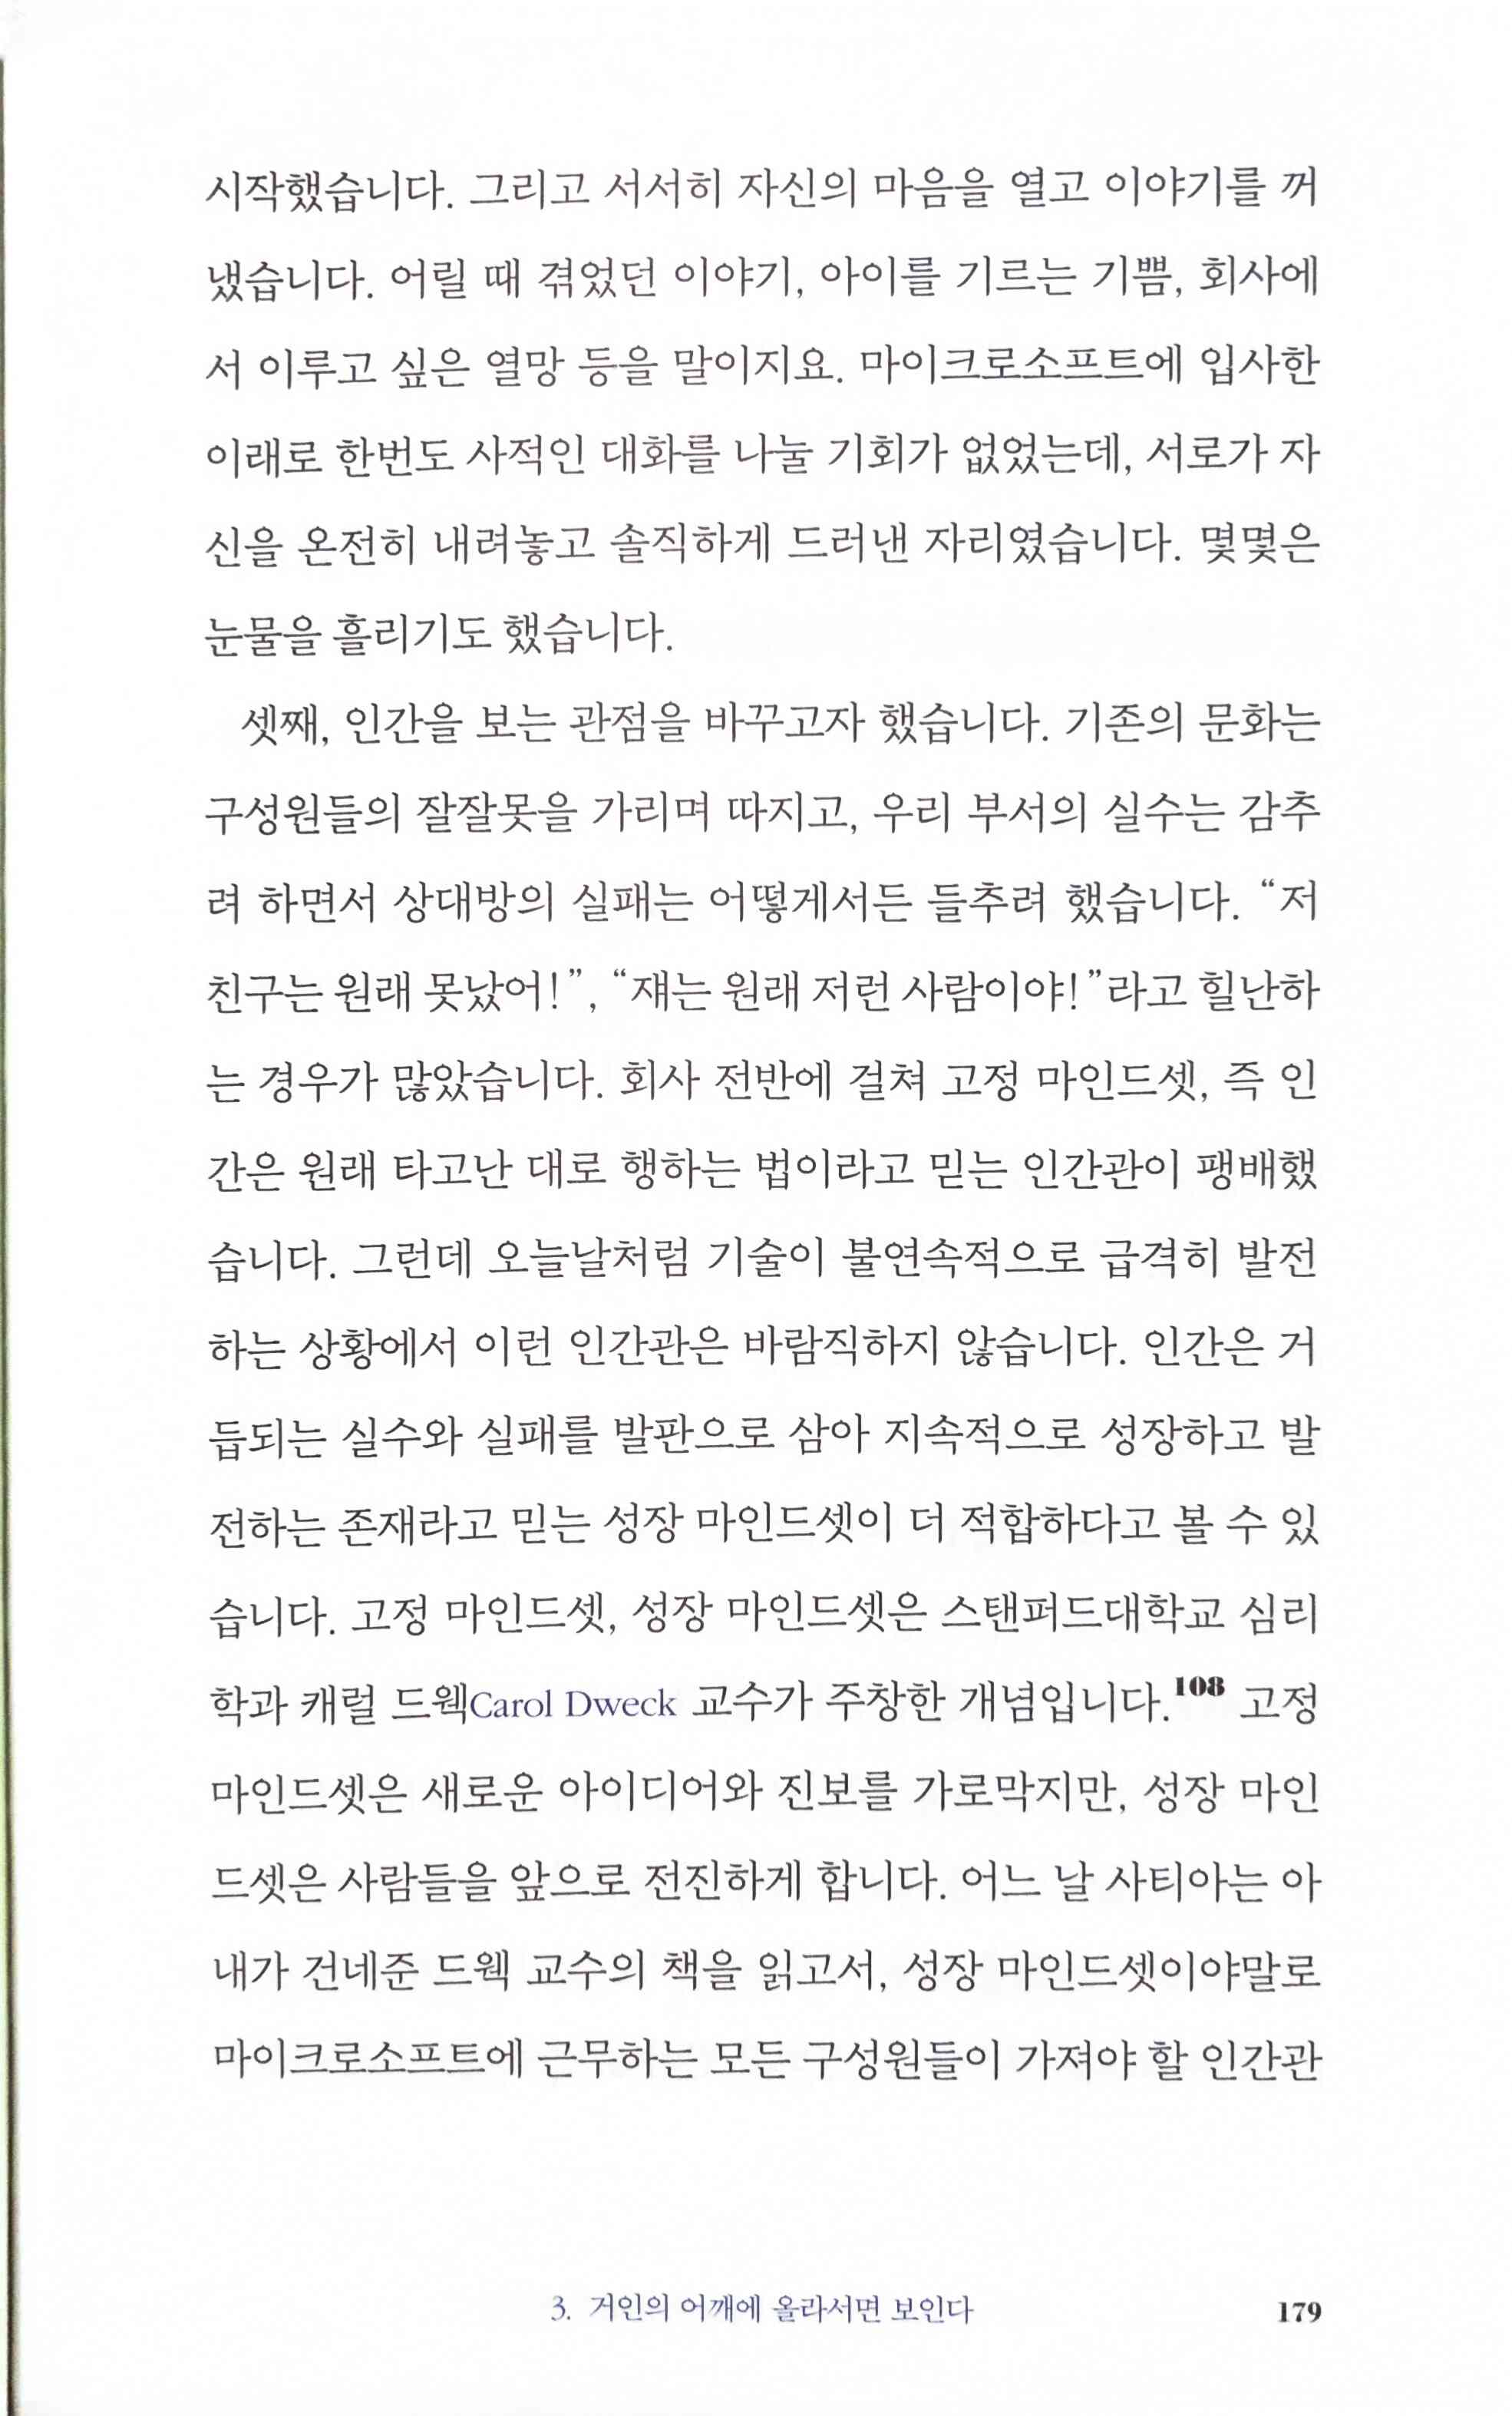 시작했습니다. 그리고 서서히 자신의 마음을 열고 이야기를 꺼
냈습니다. 어릴 때 겪었던 이야기, 아이를 기르는 기쁨, 회사에
서 이루고 싶은 열망 등을 말이지요. 마이크로소프트에 입사한
이래로 한번도 사적인 대화를 나눌 기회가 없었는데, 서로가 자
신을 온전히 내려놓고 솔직하게 드러낸 자리였습니다. 몇몇은
눈물을 흘리기도 했습니다.
셋째, 인간을 보는 관점을 바꾸고자 했습니다. 기존의 문화는
구성원들의 잘잘못을 가리며 따지고, 우리 부서의 실수는 감추
려 하면서 상대방의 실패는 어떻게서든 들추려 했습니다. “저
친구는 원래 못났어!”, “쟤는 원래 저런 사람이야!”라고 힐난하
는 경우가 많았습니다. 회사 전반에 걸쳐 고정 마인드셋, 즉 인
간은 원래 타고난 대로 행하는 법이라고 믿는 인간관이 팽배했
습니다. 그런데 오늘날처럼 기술이 불연속적으로 급격히 발전
하는 상황에서 이런 인간관은 바람직하지 않습니다. 인간은 거
듭되는 실수와 실패를 발판으로 삼아 지속적으로 성장하고 발
전하는 존재라고 믿는 성장 마인드셋이 더 적합하다고 볼 수 있
습니다. 고정 마인드셋, 성장 마인드셋은 스탠퍼드대학교 심리
학과 캐럴 드웩Carol Dweck 교수가 주창한 개념입니다.108 고정
마인드셋은 새로운 아이디어와 진보를 가로막지만, 성장 마인
드셋은 사람들을 앞으로 전진하게 합니다. 어느 날 사티아는 아
내가 건네준 드웩 교수의 책을 읽고서, 성장 마인드셋이야말로
마이크로소프트에 근무하는 모든 구성원들이 가져야 할 인간관
3. 거인의 어깨에 올라서면 보인다
179